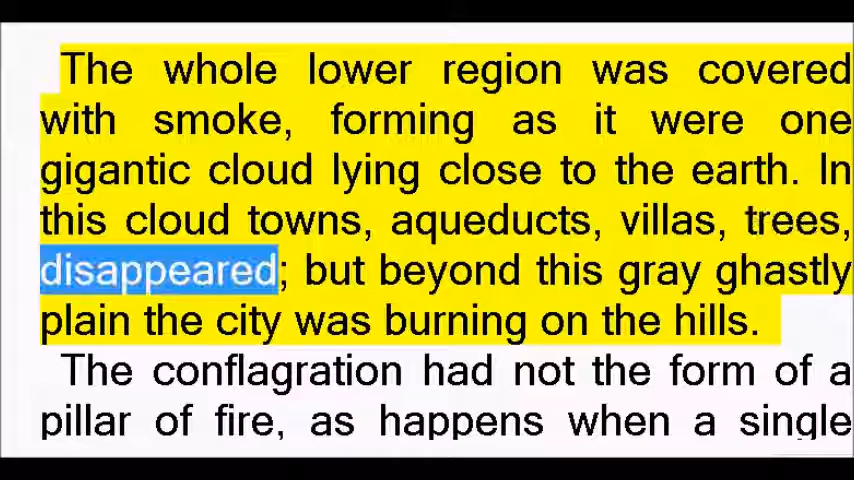 The whole lower region was covered
with smoke, forming as it were one
gigantic cloud lying close to the earth. In
this cloud towns, aqueducts, villas, trees,
disappeared; but beyond this gray ghastly
plain the city was burning on the hills.
The conflagration had not the form of a
pillar of fire, as happens when a single